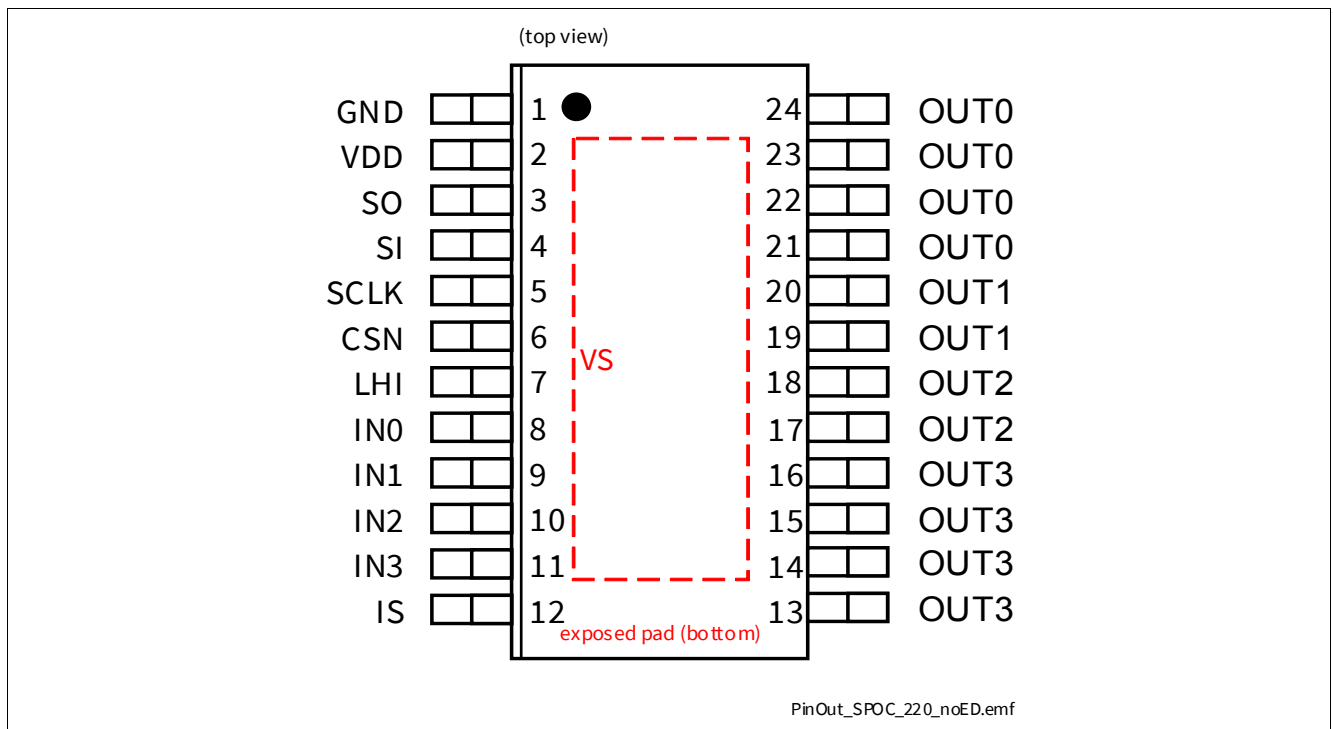 (top view)
GND 1 24 OUT0
VDD 2 23 OUT0
SO 3 22 OUT0
SI 4 21 OUT0
SCLK 5 20 OUT1
CSN 6 19 OUT1
VS
LHI 7 18 OUT2
IN0 8 17 OUT2
IN1 9 16 OUT3
IN2 10 15 OUT3
IN3 11 14 OUT3
IS 12 13 OUT3
exposed pad (bottom)
PinOut_SPOC_220_noED.emf